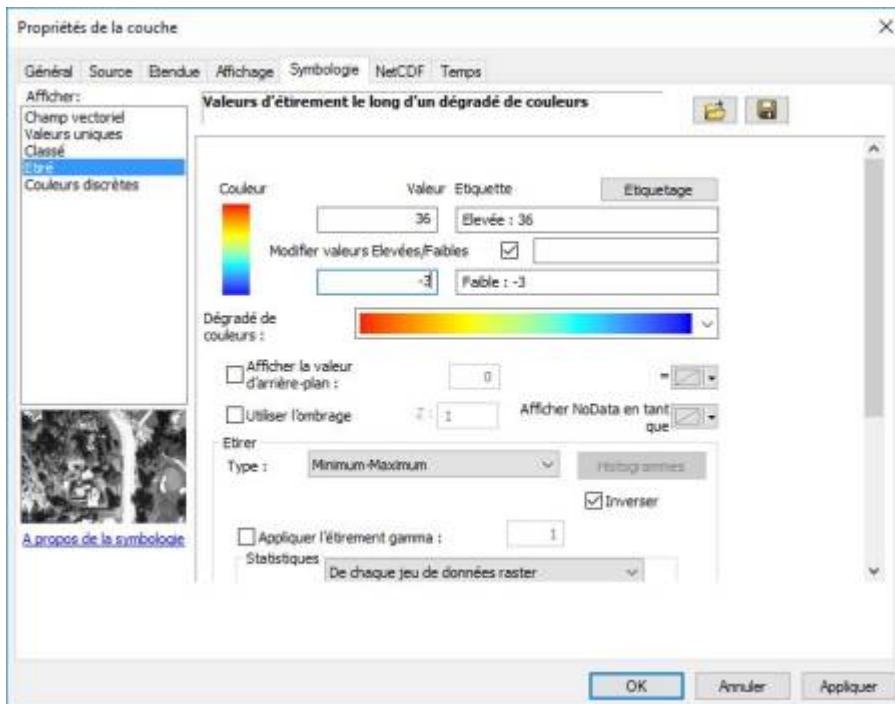 Propriétés de la couche
Général Source Etendue Affichage Symbologie NetCDF Temps
Afficher:
Champ vectoriel
Valeurs uniques
Classé
Etiré
Couleurs discrètes
A propos de la symbologie
Valeurs d'étirement le long d'un dégradé de couleurs
Couleur Valeur Etiquette Etiquetage
36 Elevée : 36
Modifier valeurs Elevées/Faibles
-3 Faible : -3
Dégradé de
couleurs :
Afficher la valeur
d'arrière-plan : 0 =
Utiliser l'ombrage Z : 1 Afficher NoData en tant
que
Etirer
Type : Minimum-Maximum Histogrammes
Inverser
Appliquer l'étirement gamma : 1
Statistiques
De chaque jeu de données raster
OK Annuler Appliquer